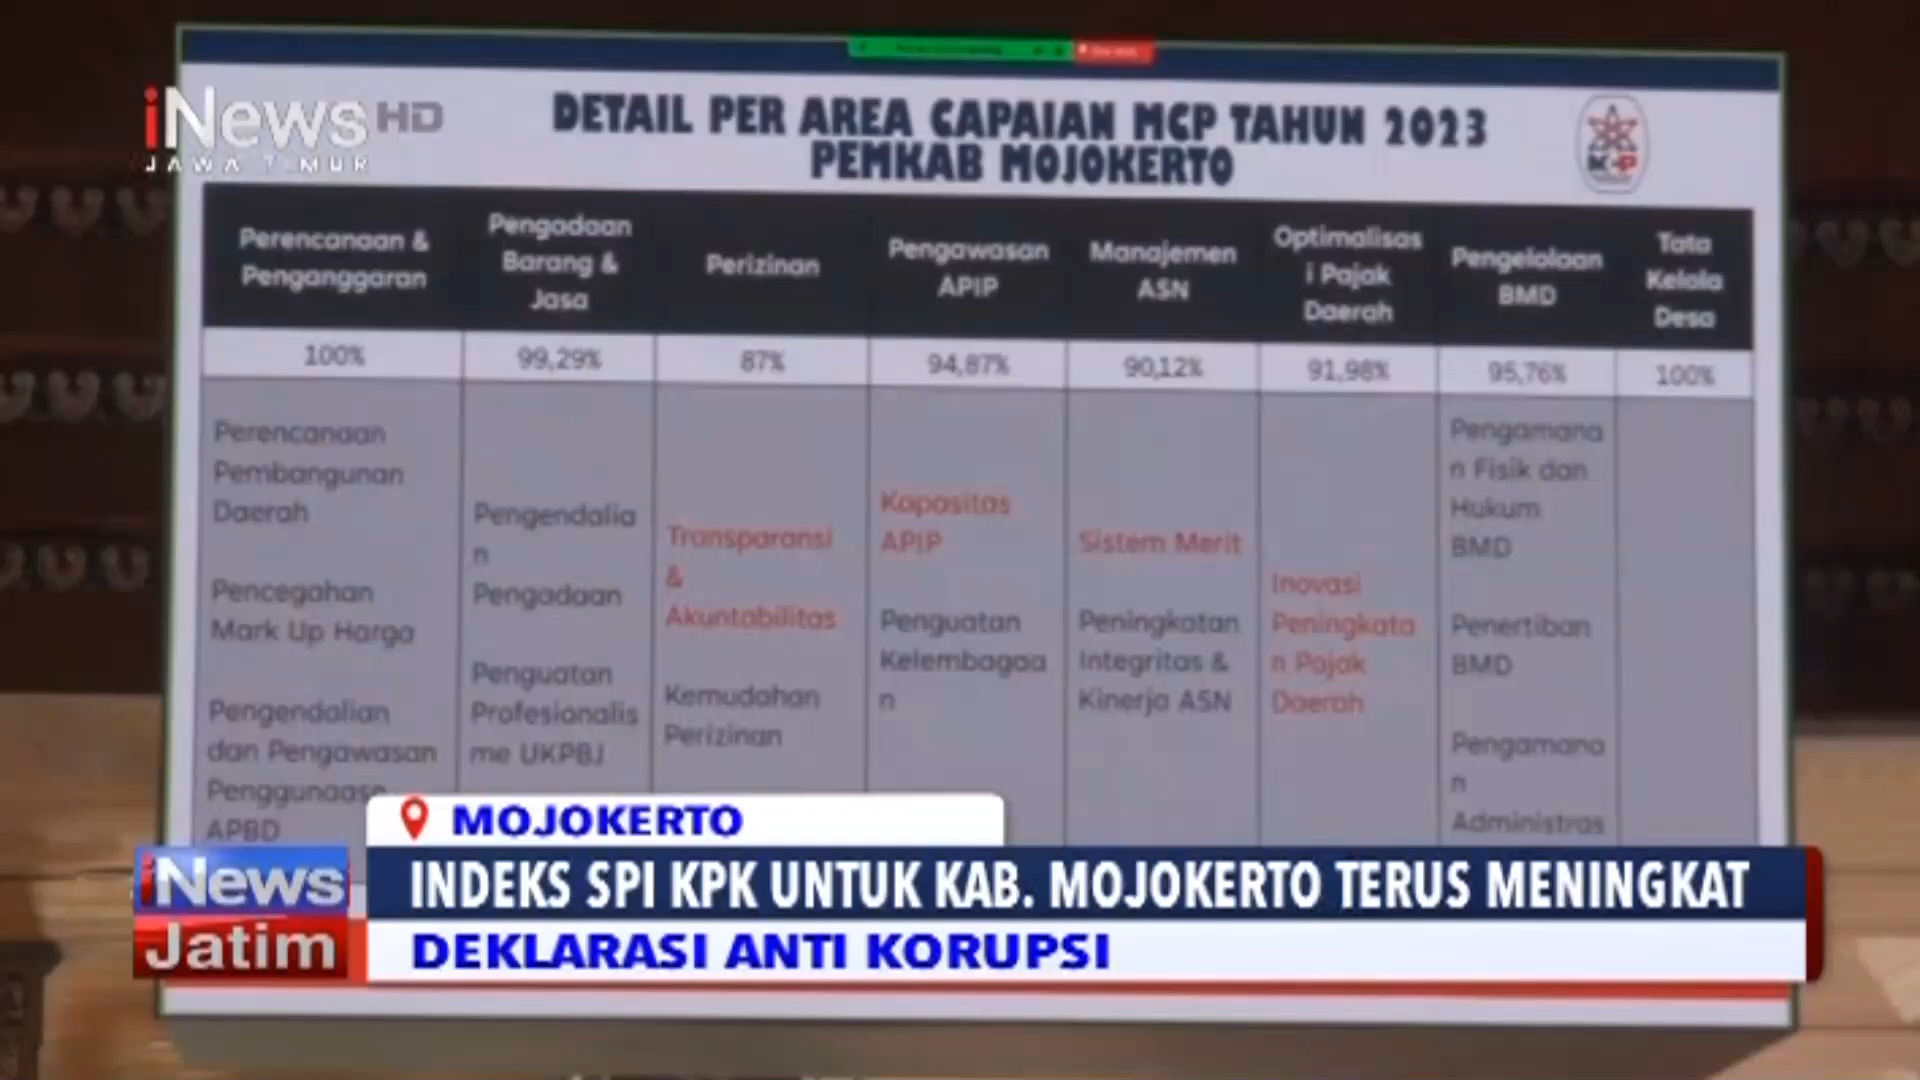 iNews HD
JAWA TIMUR
DETAIL PER AREA CAPAIAN MCP TAHUN 2023
PEMKAB MOJOKERTO
Perencanaan &
Penganggaran
Pengadaan
Barang &
Jasa
Perizinan
Pengawasan
APIP
Manajemen
ASN
Optimalisas
i Pajak
Daerah
Pengelolaan
BMD
Tata
Kelola
Desa
100%
99,29%
87%
94,87%
90,12%
91,98%
95,76%
100%
Perencanaan
Pembangunan
Daerah
Pencegahan
Mark Up Harga
Pengendalian
dan Pengawasan
Penggunaan
APBD
Pengendalia
n
Pengadaan
Penguatan
Profesionalis
me UKPBJ
Transparansi
&
Akuntabilitas
Kemudahan
Perizinan
Kapasitas
APIP
Penguatan
Kelembagaa
n
Sistem Merit
Peningkatan
Integritas &
Kinerja ASN
Inovasi
Peningkata
n Pajak
Daerah
Pengamana
n Fisik dan
Hukum
BMD
Penertiban
BMD
Pengamana
n
Administras
MOJOKERTO
iNews
Jatim
INDEKS SPI KPK UNTUK KAB. MOJOKERTO TERUS MENINGKAT
DEKLARASI ANTI KORUPSI